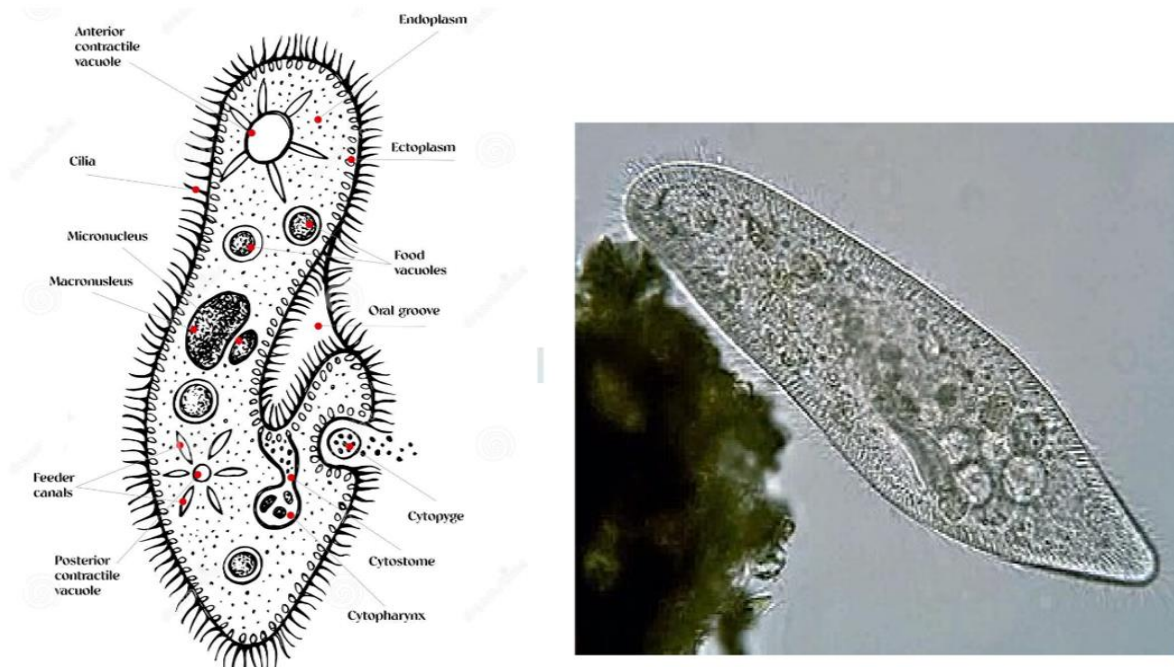 Anterior
contractile
vacuole
Cilia
Micronucleus
Macronusleus
Feeder
canals
Posterior
contractile
vacuole
Endoplasm
Ectoplasm
Food
vacuoles
Oral groove
Cytopyge
Cytostome
Cytopharynx